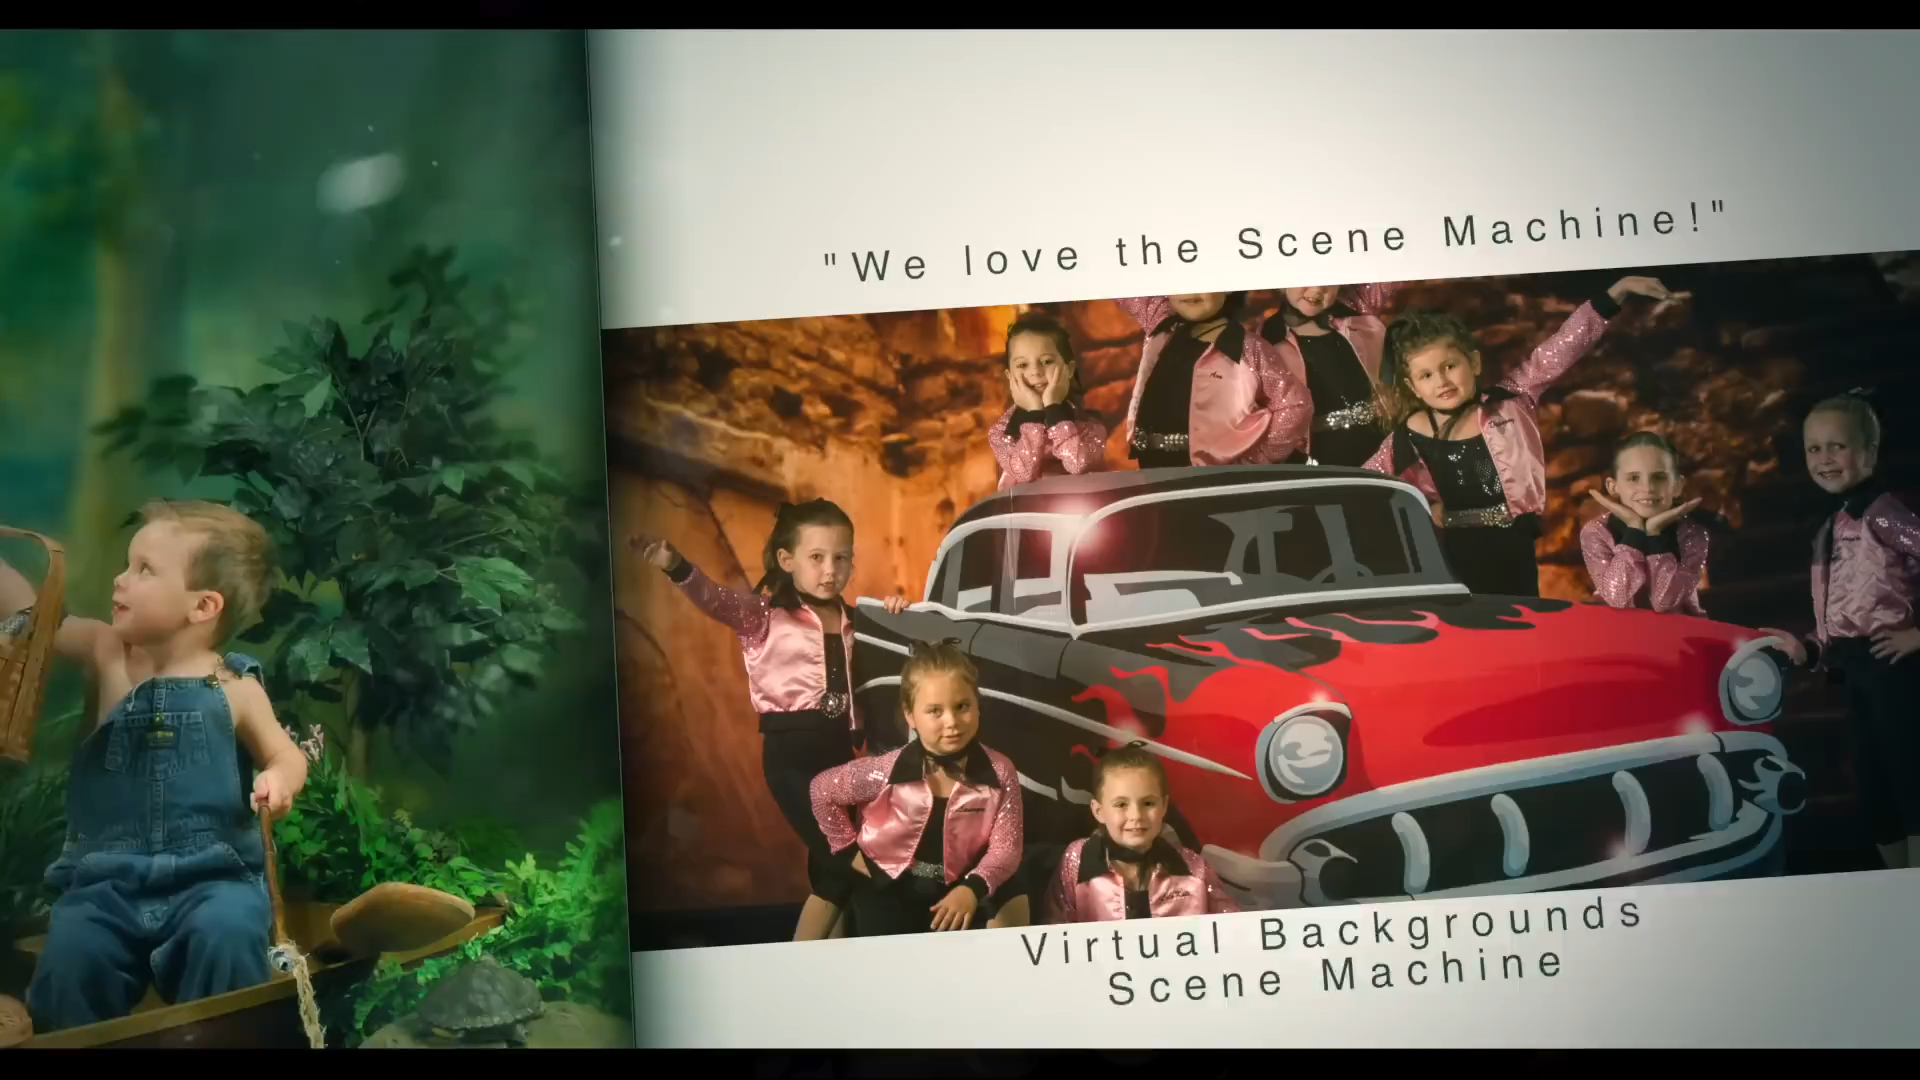 "We love the Scene Machine!"
Virtual Backgrounds
Scene Machine